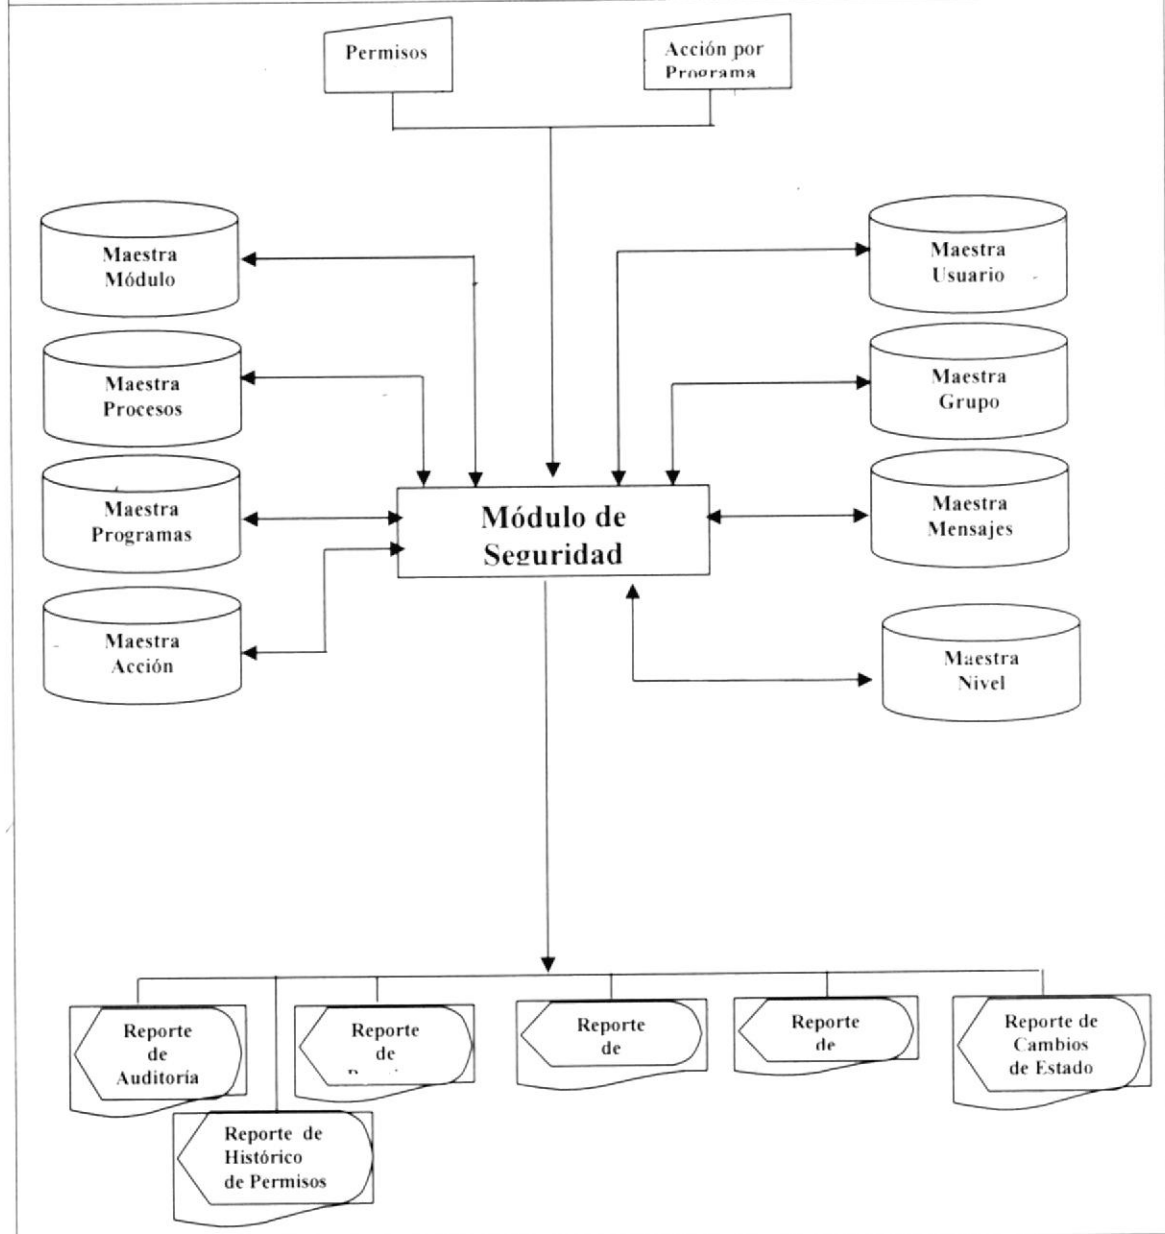 Permisos
Acción por
Programa
Maestra
Módulo
Maestra
Usuario
Maestra
Procesos
Maestra
Grupo
Maestra
Programas
Módulo de
Seguridad
Maestra
Mensajes
Maestra
Acción
Maestra
Nivel
Reporte
de
Auditoría
Reporte
de
Reporte
de
Reporte
de
Reporte de
Cambios
de Estado
Reporte de
Histórico
de Permisos